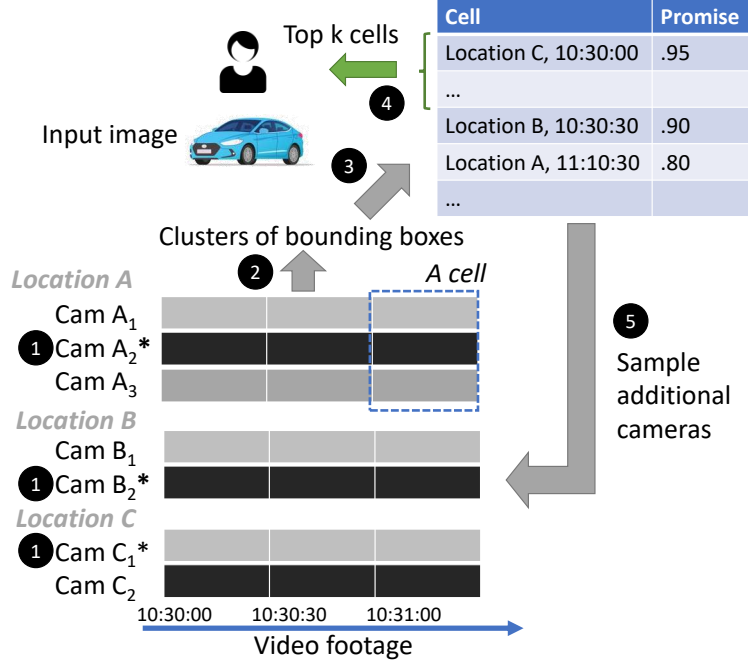 Cell Promise
Location C, 10:30:00 .95
...
Location B, 10:30:30 .90
Location A, 11:10:30 .80
...
Top k cells
4
Input image
3
Clusters of bounding boxes
2
Location A
A cell
Cam A1
1 Cam A2*
Cam A3
5
Sample
additional
cameras
Location B
Cam B1
1 Cam B2*
Location C
1 Cam C1*
Cam C2
10:30:00 10:30:30 10:31:00
Video footage